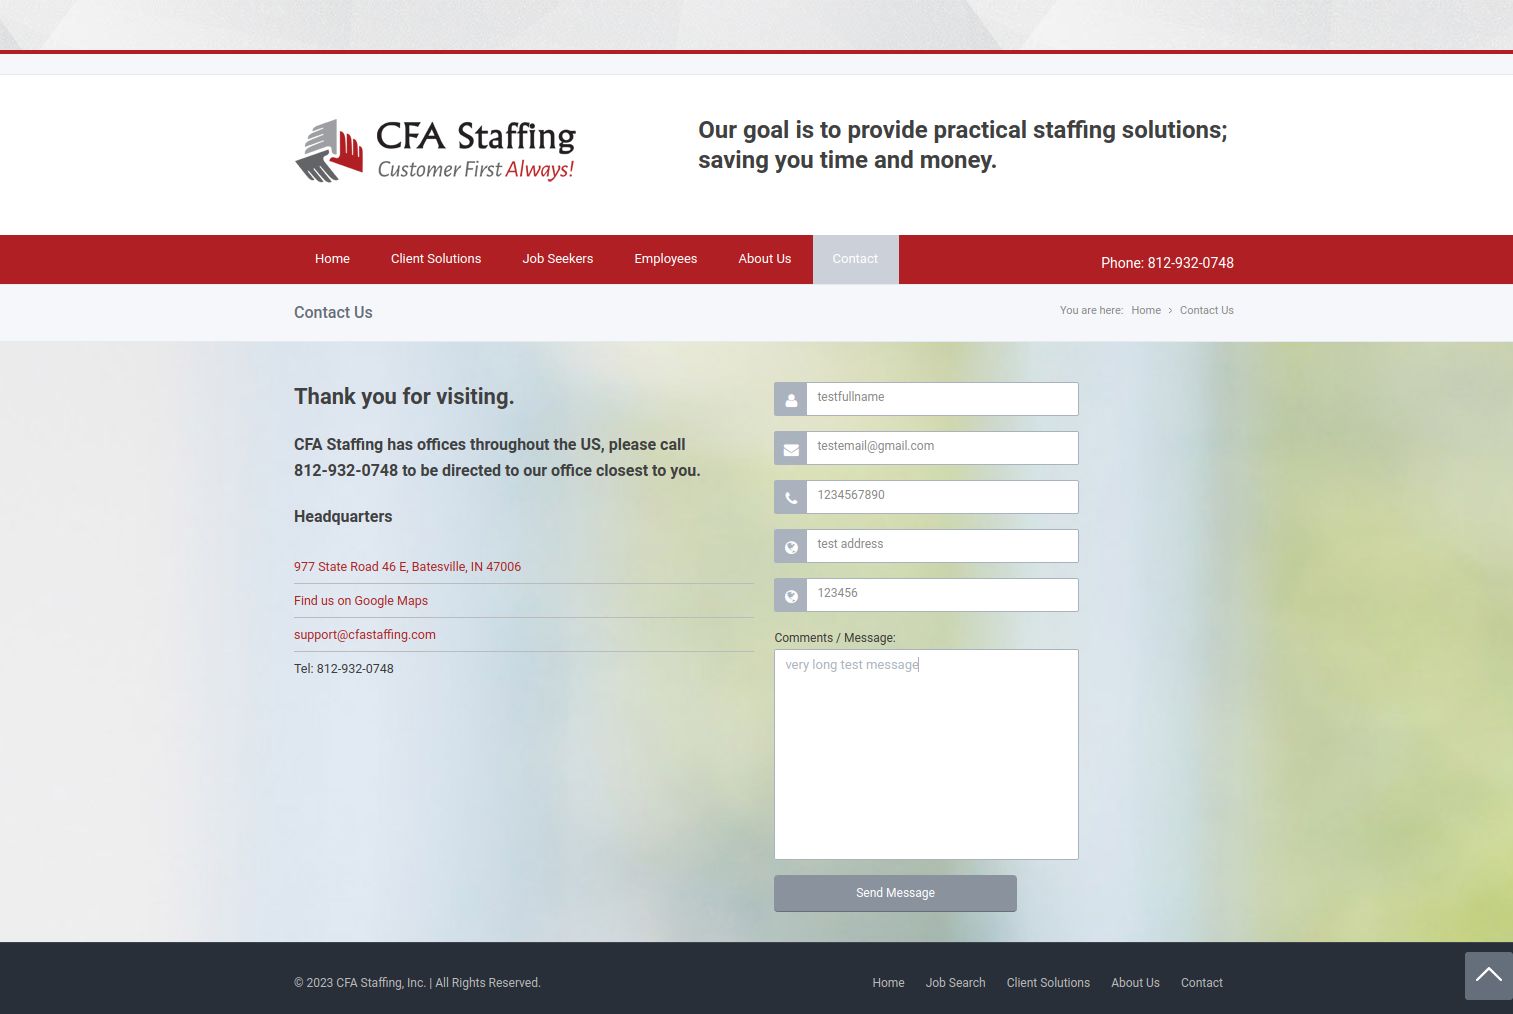 CFA Staffing
Customer First Always!
Our goal is to provide practical staffing solutions;
saving you time and money.
Home
Client Solutions
Job Seekers
Employees
About Us
Contact
Phone: 812-932-0748
Contact Us
You are here: Home › Contact Us
Thank you for visiting.
CFA Staffing has offices throughout the US, please call
812-932-0748 to be directed to our office closest to you.
Headquarters
977 State Road 46 E, Batesville, IN 47006
Find us on Google Maps
support@cfastaffing.com
Tel: 812-932-0748
testfullname
testemail@gmail.com
1234567890
test address
123456
Comments / Message:
very long test message
Send Message
© 2023 CFA Staffing, Inc. | All Rights Reserved.
Home
Job Search
Client Solutions
About Us
Contact